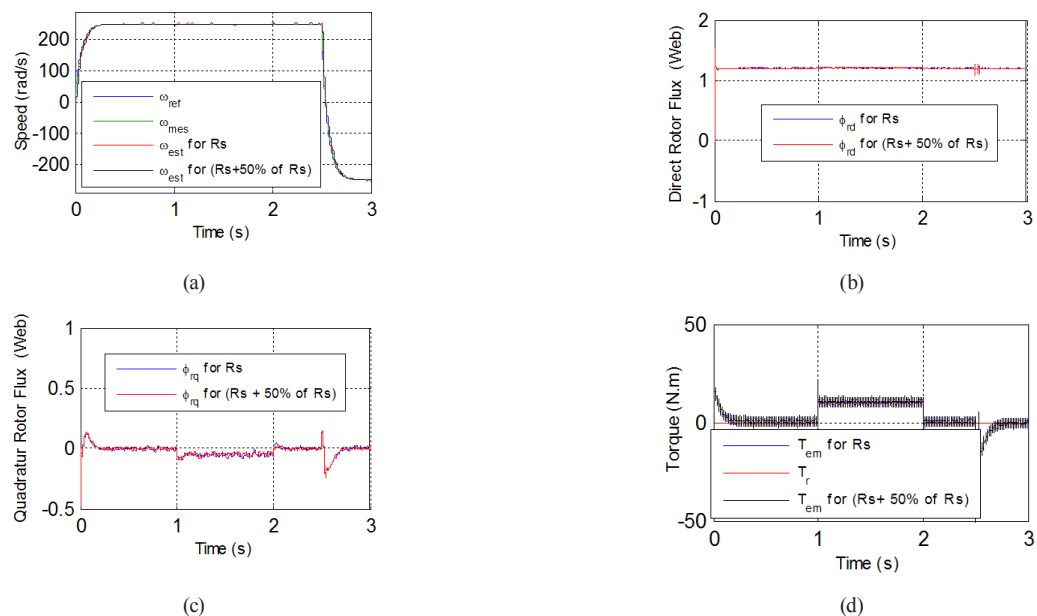 200
100
0
-100
-200
Speed (rad/s)
ω_ref
ω_mes
ω_est for Rs
ω_est for (Rs+50% of Rs)
0 1 2 3
Time (s)
(a)
2
1
0
-1
Direct Rotor Flux (Web)
ϕ_rd for Rs
ϕ_rd for (Rs+ 50% of Rs)
0 1 2 3
Time (s)
(b)
1
0.5
0
-0.5
Quadratur Rotor Flux (Web)
ϕ_rq for Rs
ϕ_rq for (Rs + 50% of Rs)
0 1 2 3
Time (s)
(c)
50
0
-50
Torque (N.m)
T_em for Rs
T_r
T_em for (Rs+ 50% of Rs)
0 1 2 3
Time (s)
(d)